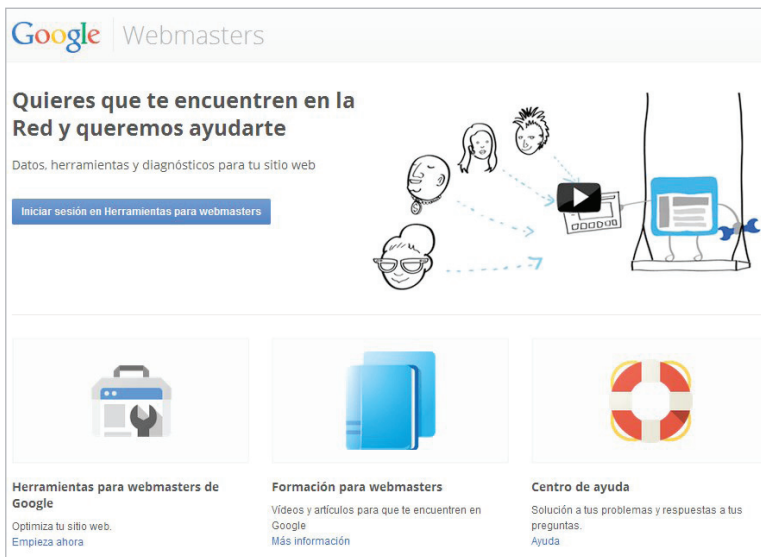 Google Webmasters
Quieres que te encuentren en la
Red y queremos ayudarte
Datos, herramientas y diagnósticos para tu sitio web
Iniciar sesión en Herramientas para webmasters
Herramientas para webmasters de
Google
Optimiza tu sitio web.
Empieza ahora
Formación para webmasters
Vídeos y artículos para que te encuentren en
Google
Más información
Centro de ayuda
Solución a tus problemas y respuestas a tus
preguntas.
Ayuda